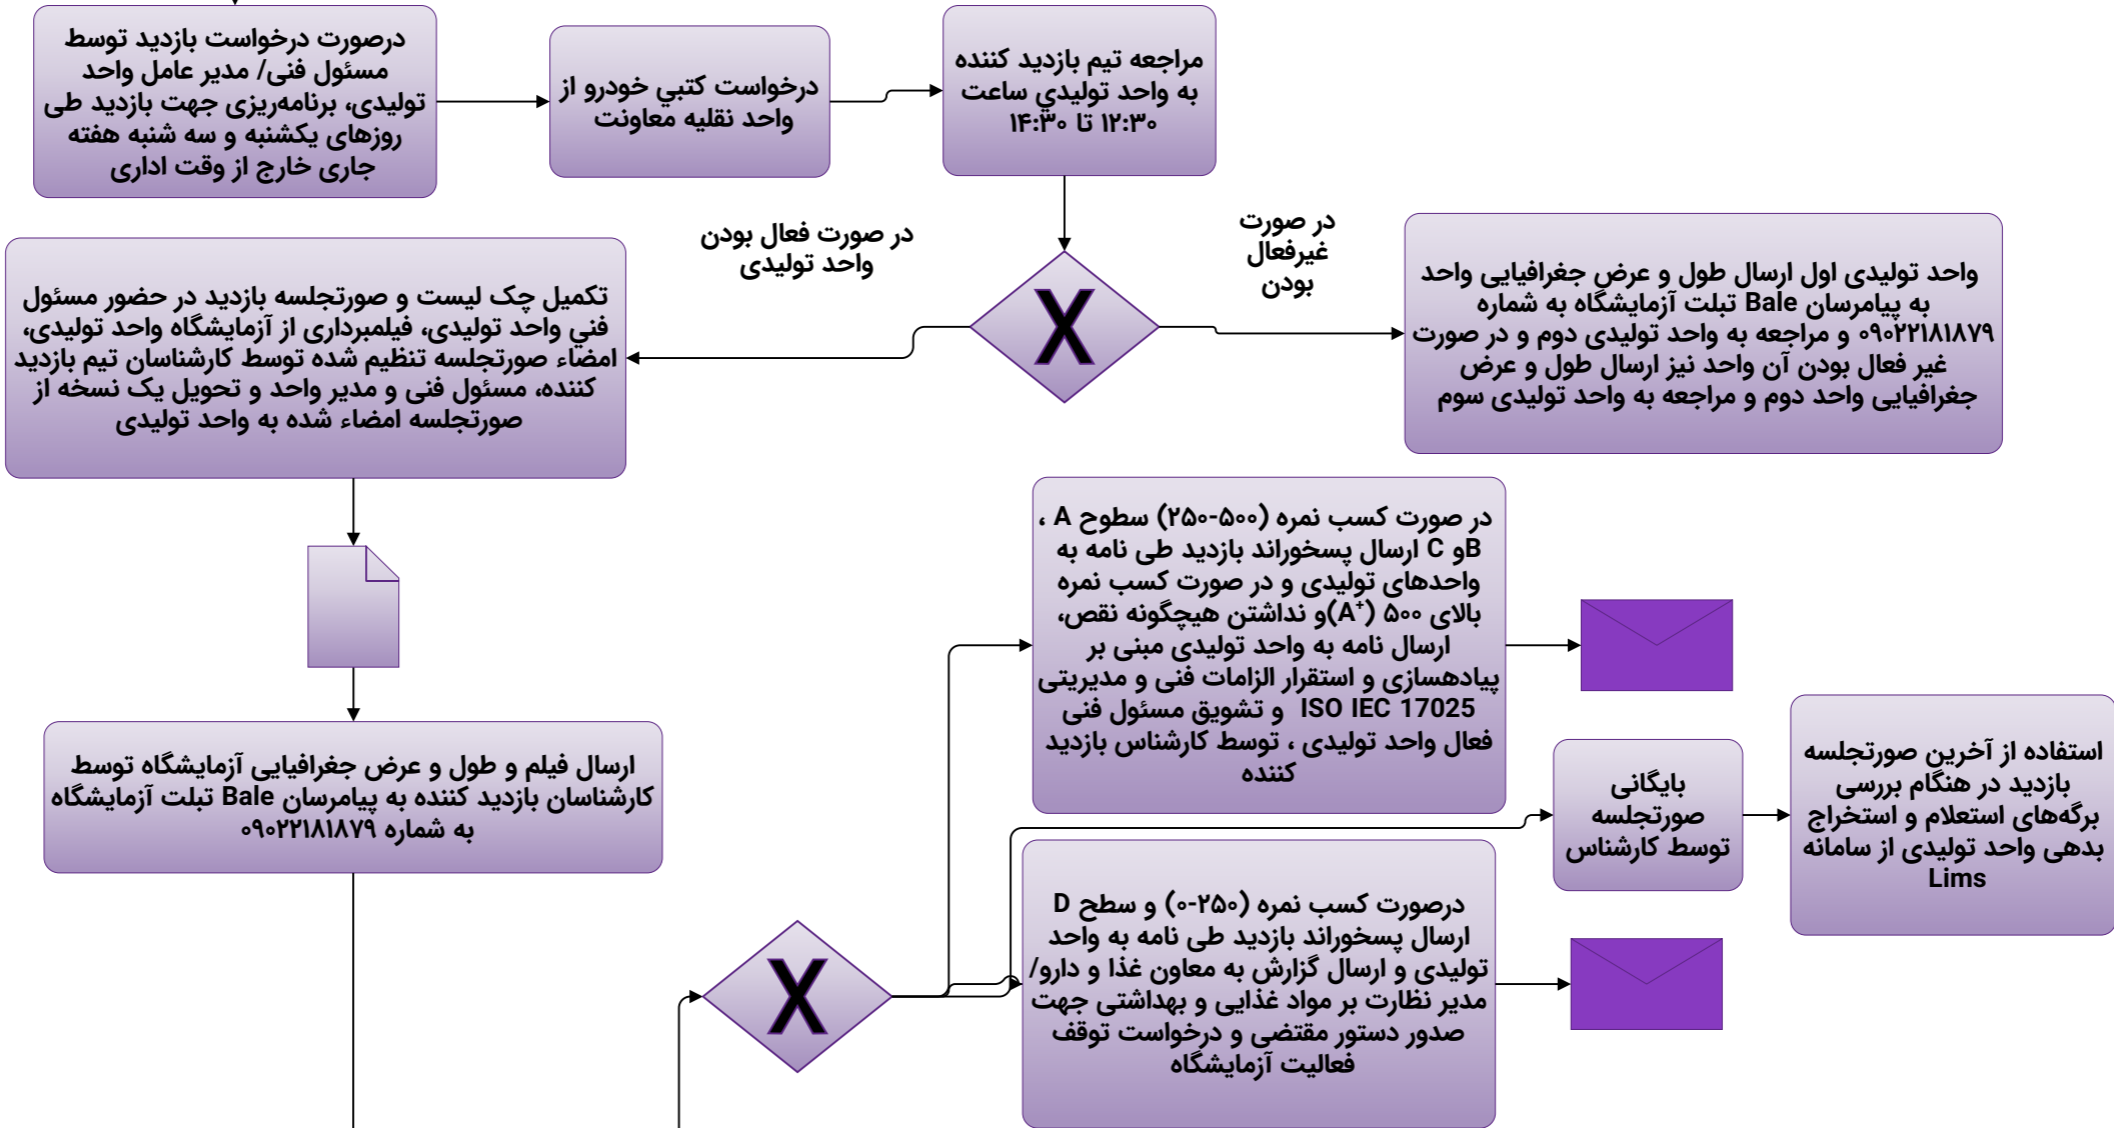 درصورت درخواست بازدید توسط
مسئول فنی/ مدیر عامل واحد
تولیدی، برنامه‌ریزی جهت بازدید طی
روزهای یکشنبه و سه شنبه هفته
جاری خارج از وقت اداری
درخواست کتبي خودرو از
واحد نقلیه معاونت
مراجعه تیم بازدید کننده
به واحد تولیدي ساعت
۱۲:۳۰ تا ۱۴:۳۰
در صورت فعال بودن
واحد تولیدی
در صورت
غیرفعال
بودن
واحد تولیدی اول ارسال طول و عرض جغرافیایی واحد
به پیامرسان Bale تبلت آزمایشگاه به شماره
۰۹۰۲۲۱۸۱۸۷۹ و مراجعه به واحد تولیدی دوم و در صورت
غیر فعال بودن آن واحد نیز ارسال طول و عرض
جغرافیایی واحد دوم و مراجعه به واحد تولیدی سوم
X
تکمیل چک لیست و صورتجلسه بازدید در حضور مسئول
فني واحد تولیدی، فیلمبرداری از آزمایشگاه واحد تولیدی،
امضاء صورتجلسه تنظیم شده توسط کارشناسان تیم بازدید
کننده، مسئول فنی و مدیر واحد و تحویل یک نسخه از
صورتجلسه امضاء شده به واحد تولیدی
ارسال فیلم و طول و عرض جغرافیایی آزمایشگاه توسط
کارشناسان بازدید کننده به پیامرسان Bale تبلت آزمایشگاه
به شماره ۰۹۰۲۲۱۸۱۸۷۹
X
در صورت کسب نمره (۵۰۰-۲۵۰) سطوح A ،
Bو C ارسال پسخوراند بازدید طی نامه به
واحدهای تولیدی و در صورت کسب نمره
بالای ۵۰۰ (A⁺)و نداشتن هیچگونه نقص،
ارسال نامه به واحد تولیدی مبنی بر
پیادهسازی و استقرار الزامات فنی و مدیریتی
ISO IEC 17025 و تشویق مسئول فنی
فعال واحد تولیدی ، توسط کارشناس بازدید
کننده
بایگانی
صورتجلسه
توسط کارشناس
استفاده از آخرین صورتجلسه
بازدید در هنگام بررسی
برگه‌های استعلام و استخراج
بدهی واحد تولیدی از سامانه
Lims
درصورت کسب نمره (۲۵۰-۰) و سطح D
ارسال پسخوراند بازدید طی نامه به واحد
تولیدی و ارسال گزارش به معاون غذا و دارو/
مدیر نظارت بر مواد غذایی و بهداشتی جهت
صدور دستور مقتضی و درخواست توقف
فعالیت آزمایشگاه